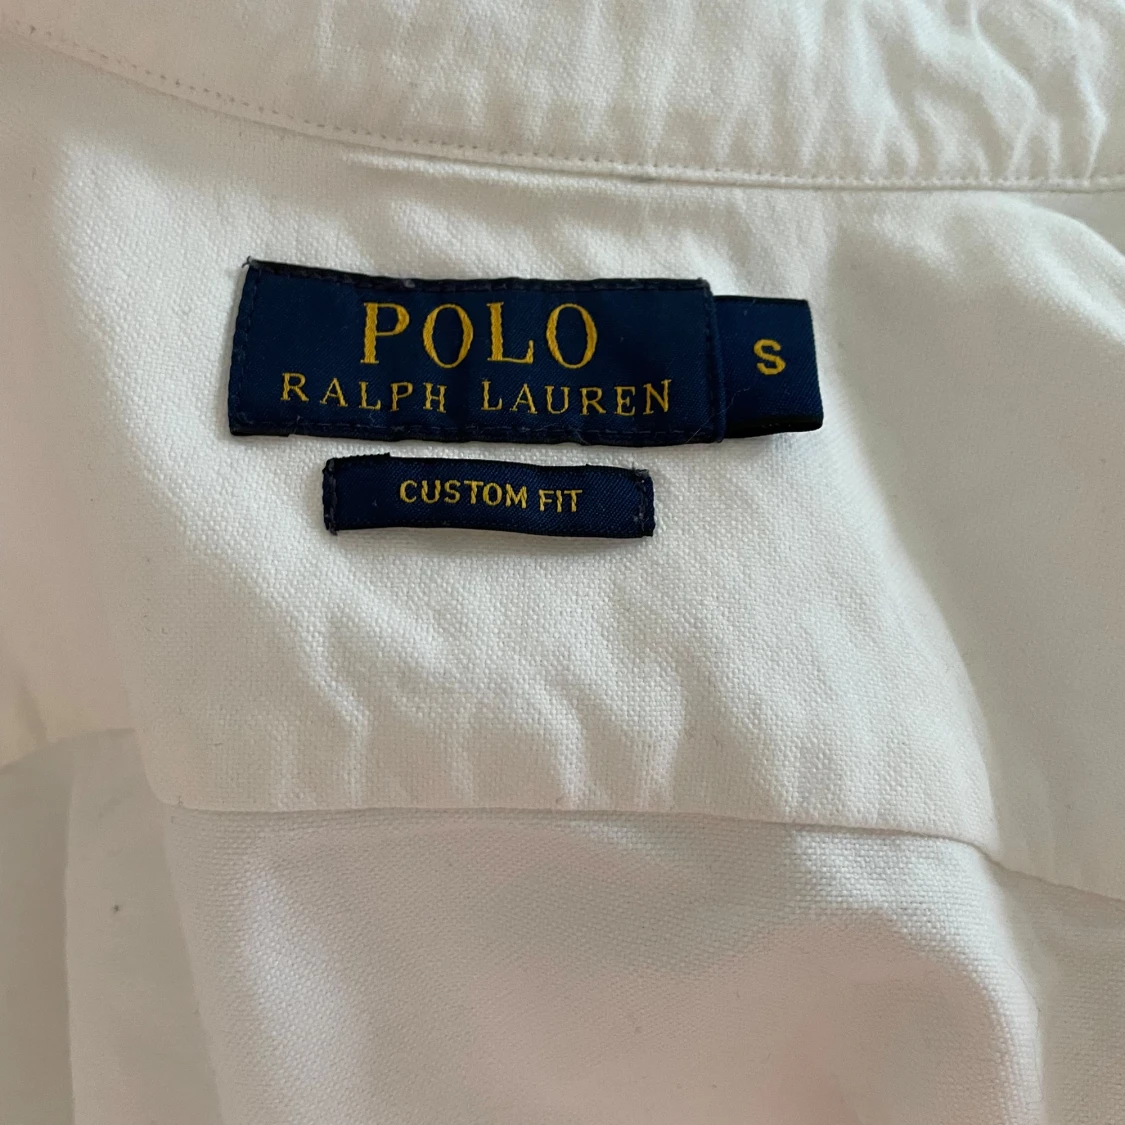 POLO
RALPH LAUREN
S
CUSTOM FIT